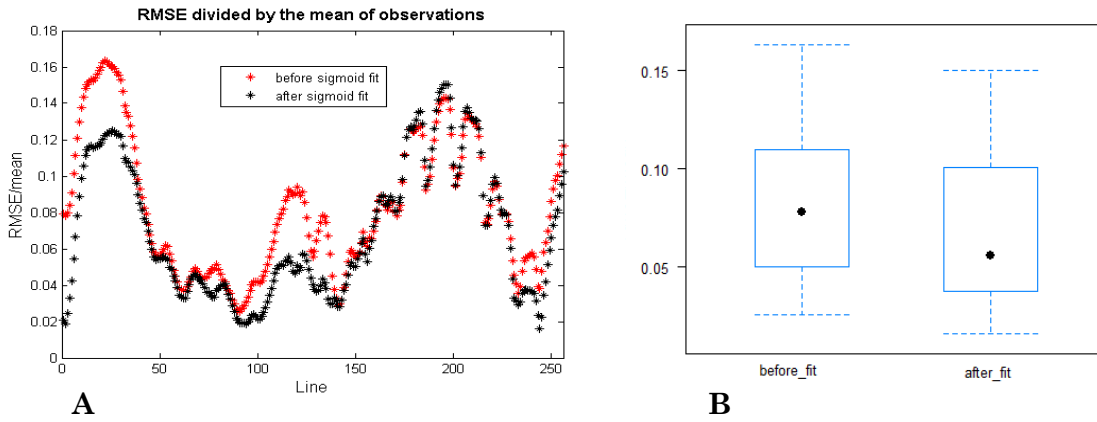 RMSE divided by the mean of observations
0.18
0.16
0.14
0.12
0.1
0.08
0.06
0.04
0.02
0
RMSE/mean
before sigmoid fit
after sigmoid fit
0 50 100 150 200 250
Line
A
0.15
0.10
0.05
before_fit after_fit
B